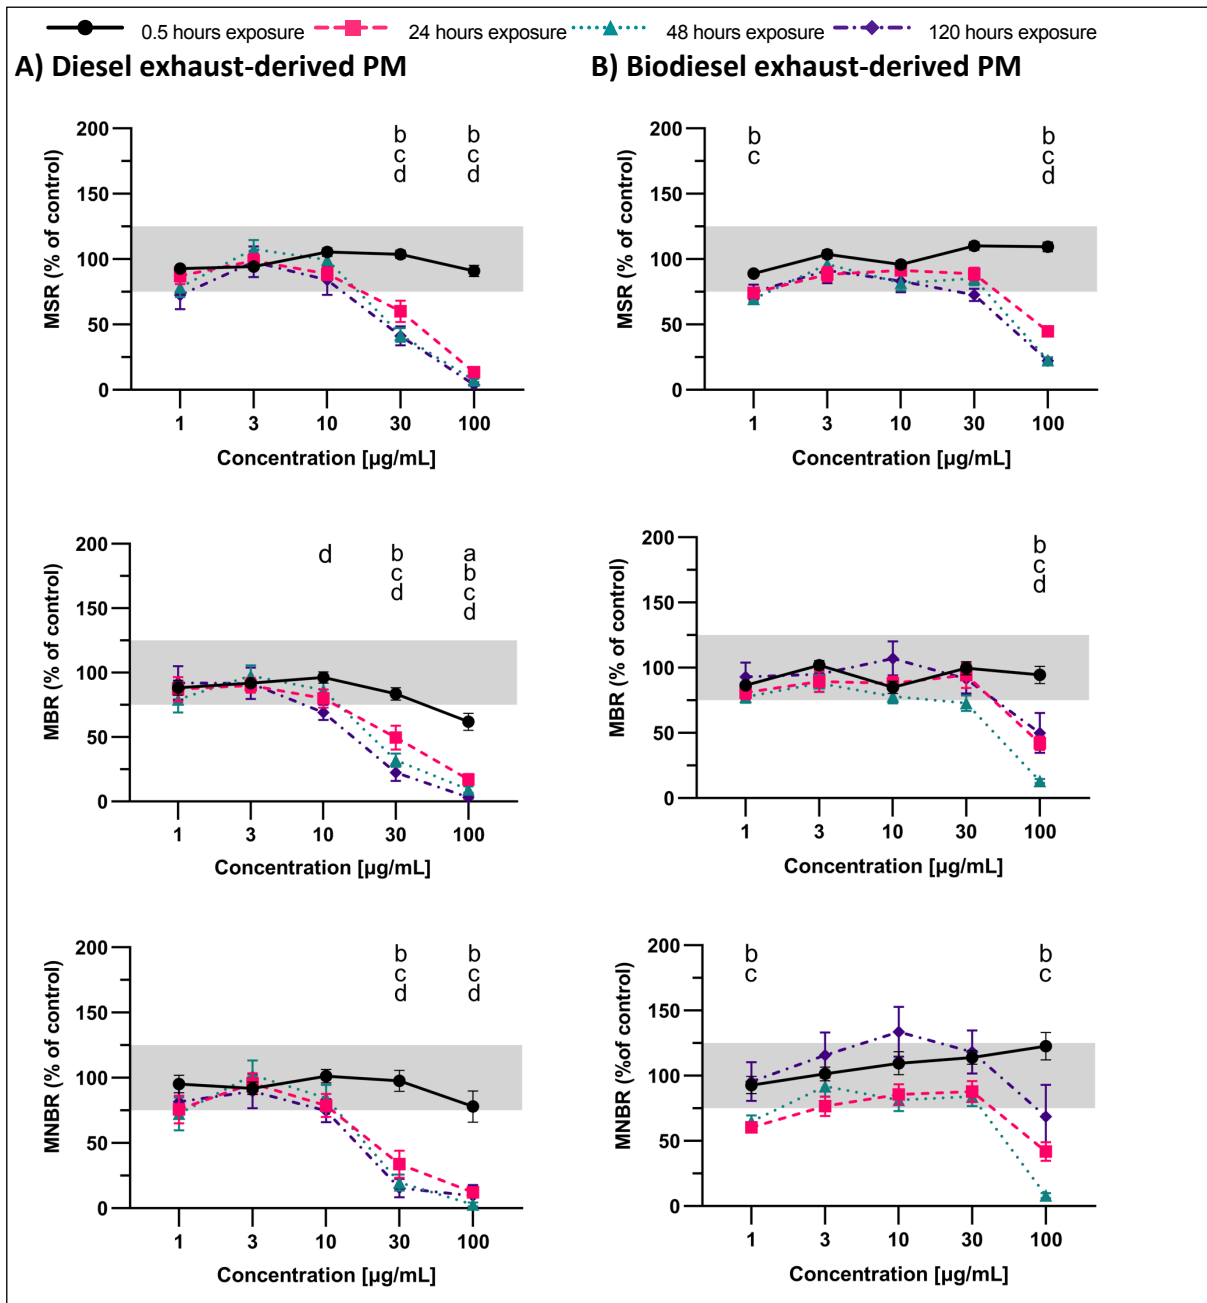 0.5 hours exposure 24 hours exposure 48 hours exposure 120 hours exposure
A) Diesel exhaust-derived PM
B) Biodiesel exhaust-derived PM
MSR (% of control)
200
150
100
50
0
b
c
d
b
c
d
1 3 10 30 100
Concentration [µg/mL]
MSR (% of control)
200
150
100
50
0
b
c
b
c
d
1 3 10 30 100
Concentration [µg/mL]
MBR (% of control)
200
150
100
50
0
d
b
c
d
a
b
c
d
1 3 10 30 100
Concentration [µg/mL]
MBR (% of control)
200
150
100
50
0
b
c
d
1 3 10 30 100
Concentration [µg/mL]
MNBR (% of control)
200
150
100
50
0
b
c
d
b
c
d
1 3 10 30 100
Concentration [µg/mL]
MNBR (%of control)
200
150
100
50
0
b
c
b
c
1 3 10 30 100
Concentration [µg/mL]